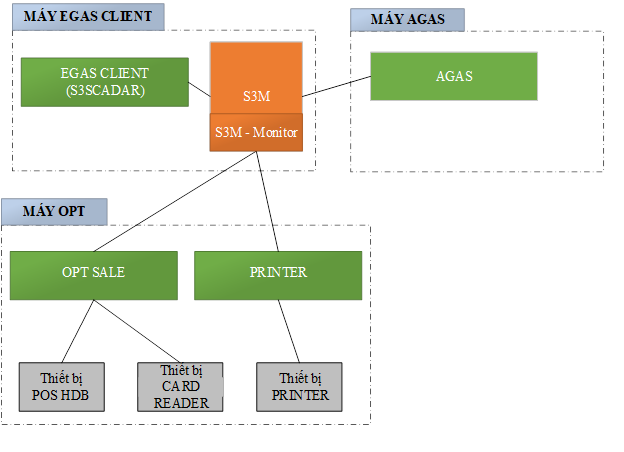 MÁY EGAS CLIENT
MÁY AGAS
EGAS CLIENT
(S3SCADAR)
S3M
AGAS
S3M - Monitor
MÁY OPT
OPT SALE
PRINTER
Thiết bị
POS HDB
Thiết bị
CARD
READER
Thiết bị
PRINTER